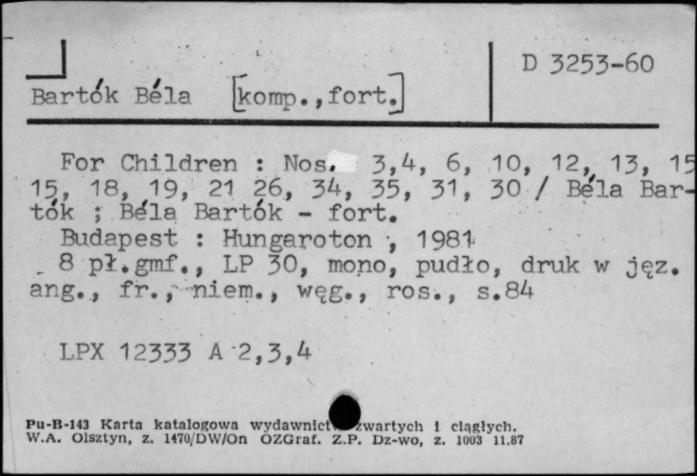 D 3253-60
Bartók Béla [komp.,fort.]
For Children : Nos. 3,4, 6, 10, 12, 13, 15
15, 18, 19, 21 26, 34, 35, 31, 30 / Béla Bar-
tók ; Béla Bartók - fort.
Budapest : Hungaroton , 1981
8 pł.gmf., LP 30, mono, pudło, druk w jęz.
ang., fr., niem., węg., ros., s.84
LPX 12333 A 2,3,4
Pu-B-143 Karta katalogowa wydawnict zwartych i ciągłych.
W.A. Olsztyn, z. 1470/DW/On OZGraf. Z.P. Dz-wo, z. 1003 11.87